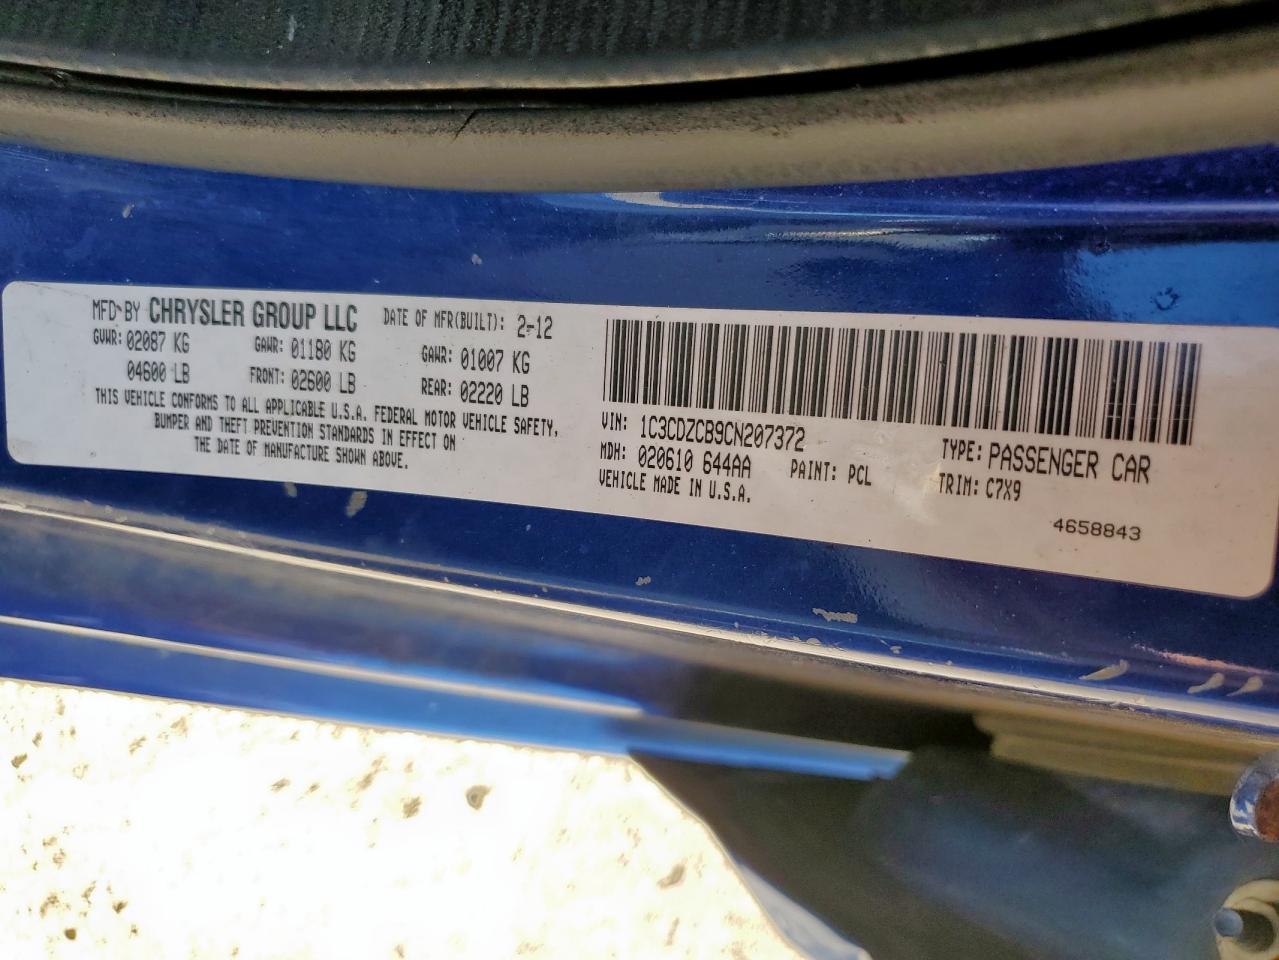 MFD BY CHRYSLER GROUP LLC DATE OF MFR(BUILT): 2-12
GVWR: 02087 KG GAWR: 01180 KG GAWR: 01007 KG
04600 LB FRONT: 02600 LB REAR: 02220 LB
THIS VEHICLE CONFORMS TO ALL APPLICABLE U.S.A. FEDERAL MOTOR VEHICLE SAFETY,
BUMPER AND THEFT PREVENTION STANDARDS IN EFFECT ON
THE DATE OF MANUFACTURE SHOWN ABOVE.
VIN: 1C3CDZCB9CN207372 TYPE: PASSENGER CAR
MDH: 020610 644AA PAINT: PCL TRIM: C7X9
VEHICLE MADE IN U.S.A.
4658843